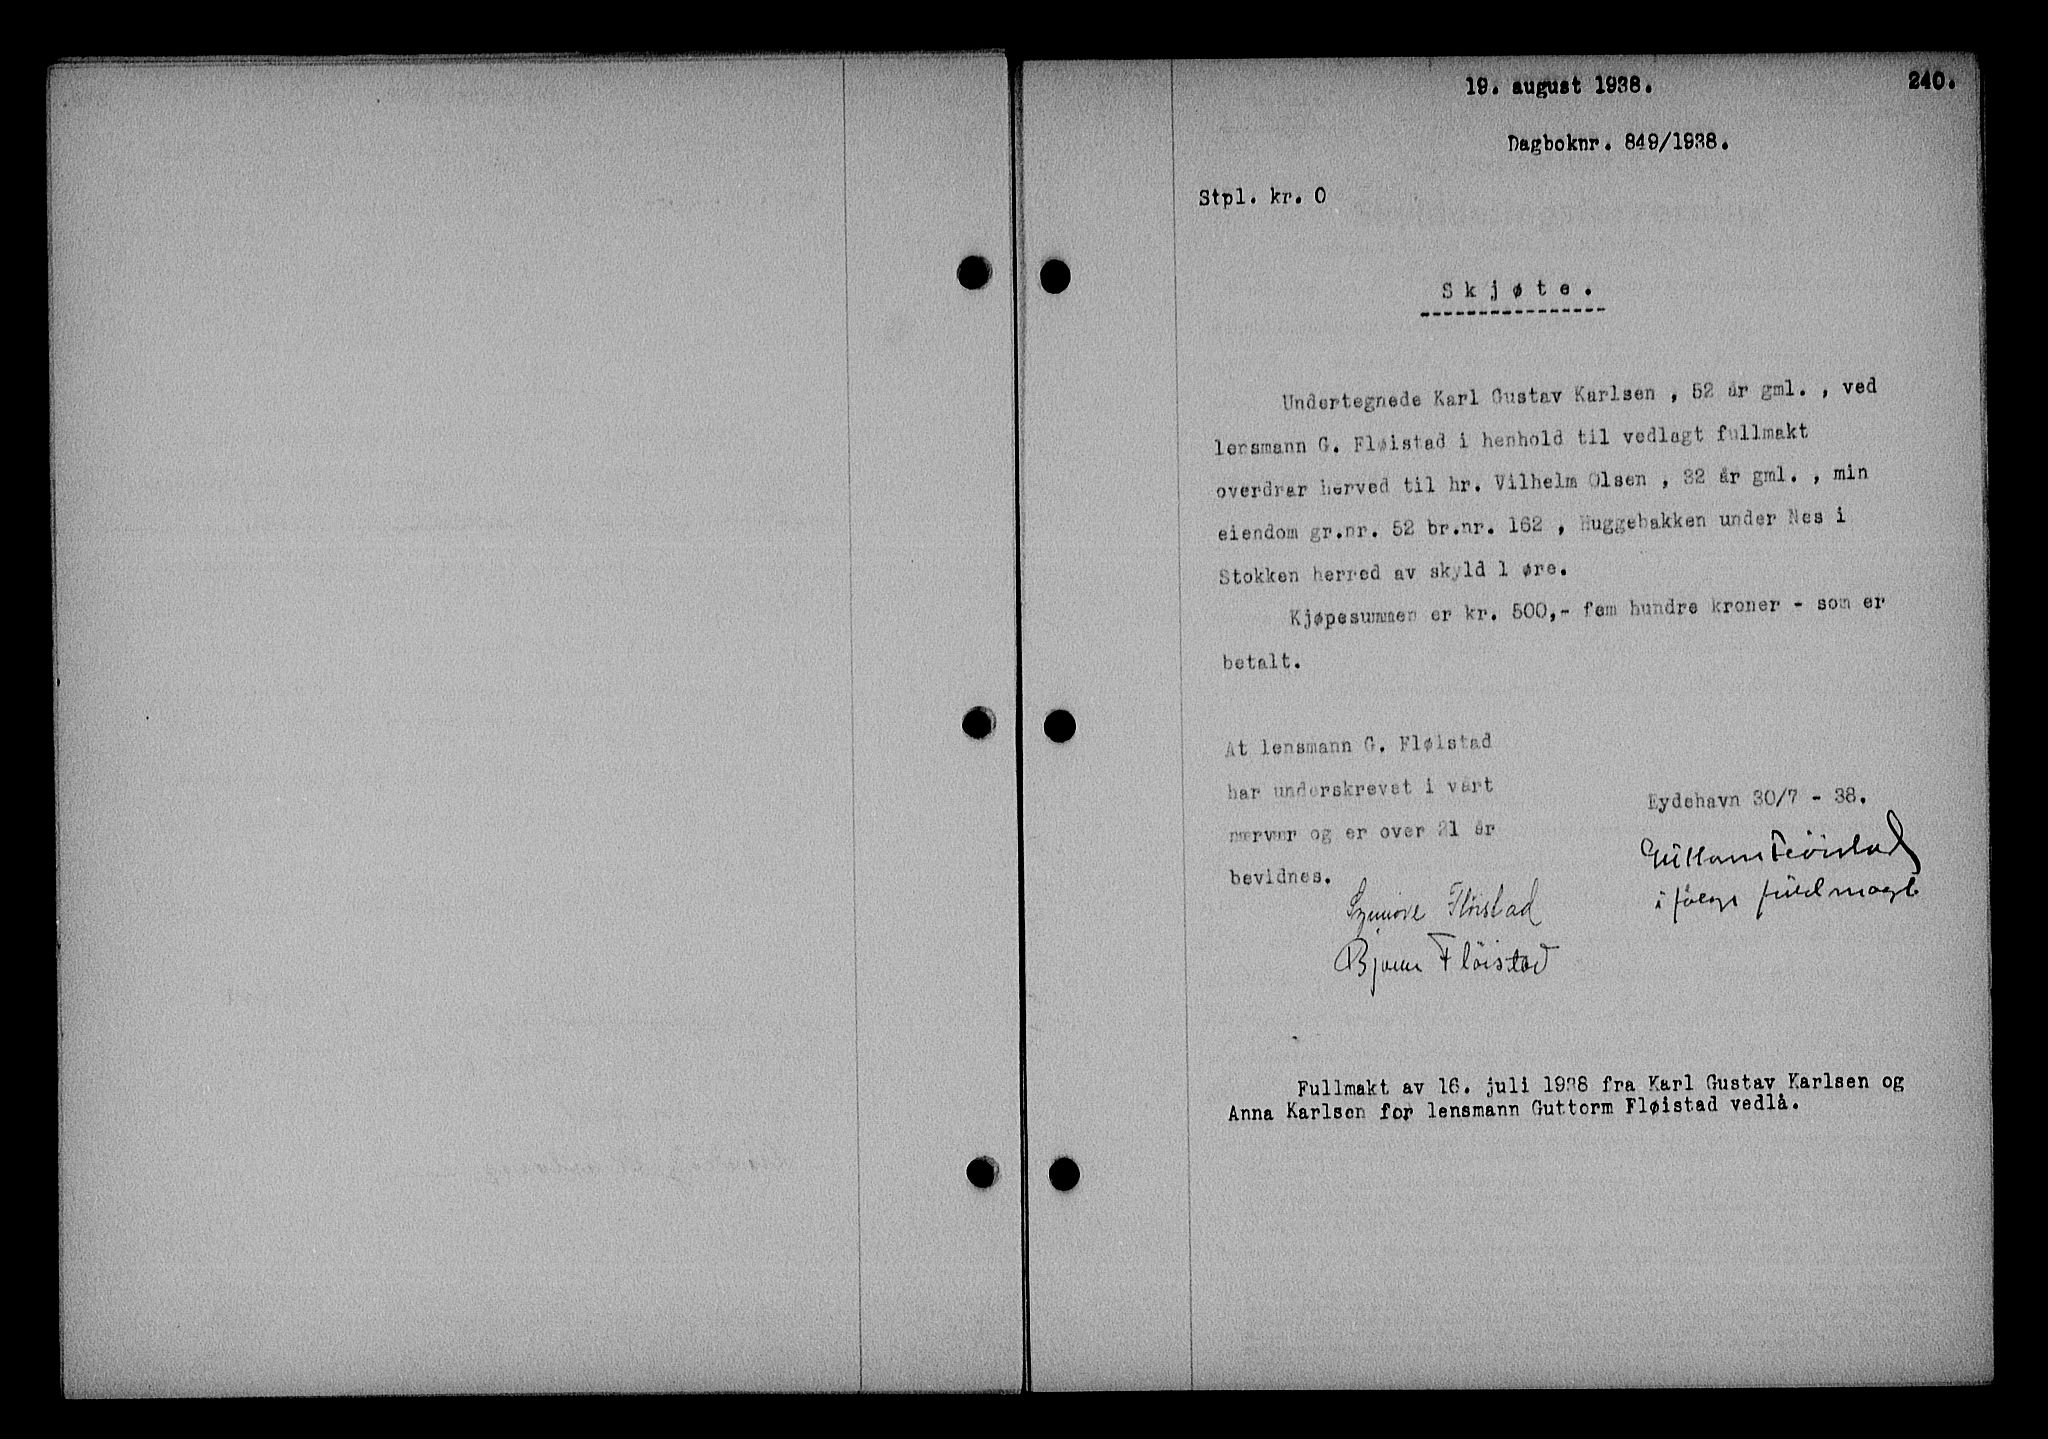 19. august 1938.
240.
Dagboknr. 849/1938.
Stpl. kr. 0
Skjøte.
Undertegnede Karl Gustav Karlsen , 52 år gml. , ved
lensmann G. Fløistad i henhold til vedlagt fullmakt
overdrar herved til hr. Vilhelm Olsen , 32 år gml. , min
eiendom gr.nr. 52 br.nr. 162 , Huggebakken under Nes i
Stokken herred av skyld 1 øre.
Kjøpesummen er kr. 500,- fem hundre kroner - som er
betalt.
At lensmann G. Fløistad
har underskrevet i vårt
nærvær og er over 21 år
bevidnes.
Eydehavn 30/7 - 38.
Guttorm Fløistad
i følge fuldmagt
Synnøve Fløistad
Bjarne Fløistad
Fullmakt av 16. juli 1938 fra Karl Gustav Karlsen og
Anna Karlsen for lensmann Guttorm Fløistad vedlå.